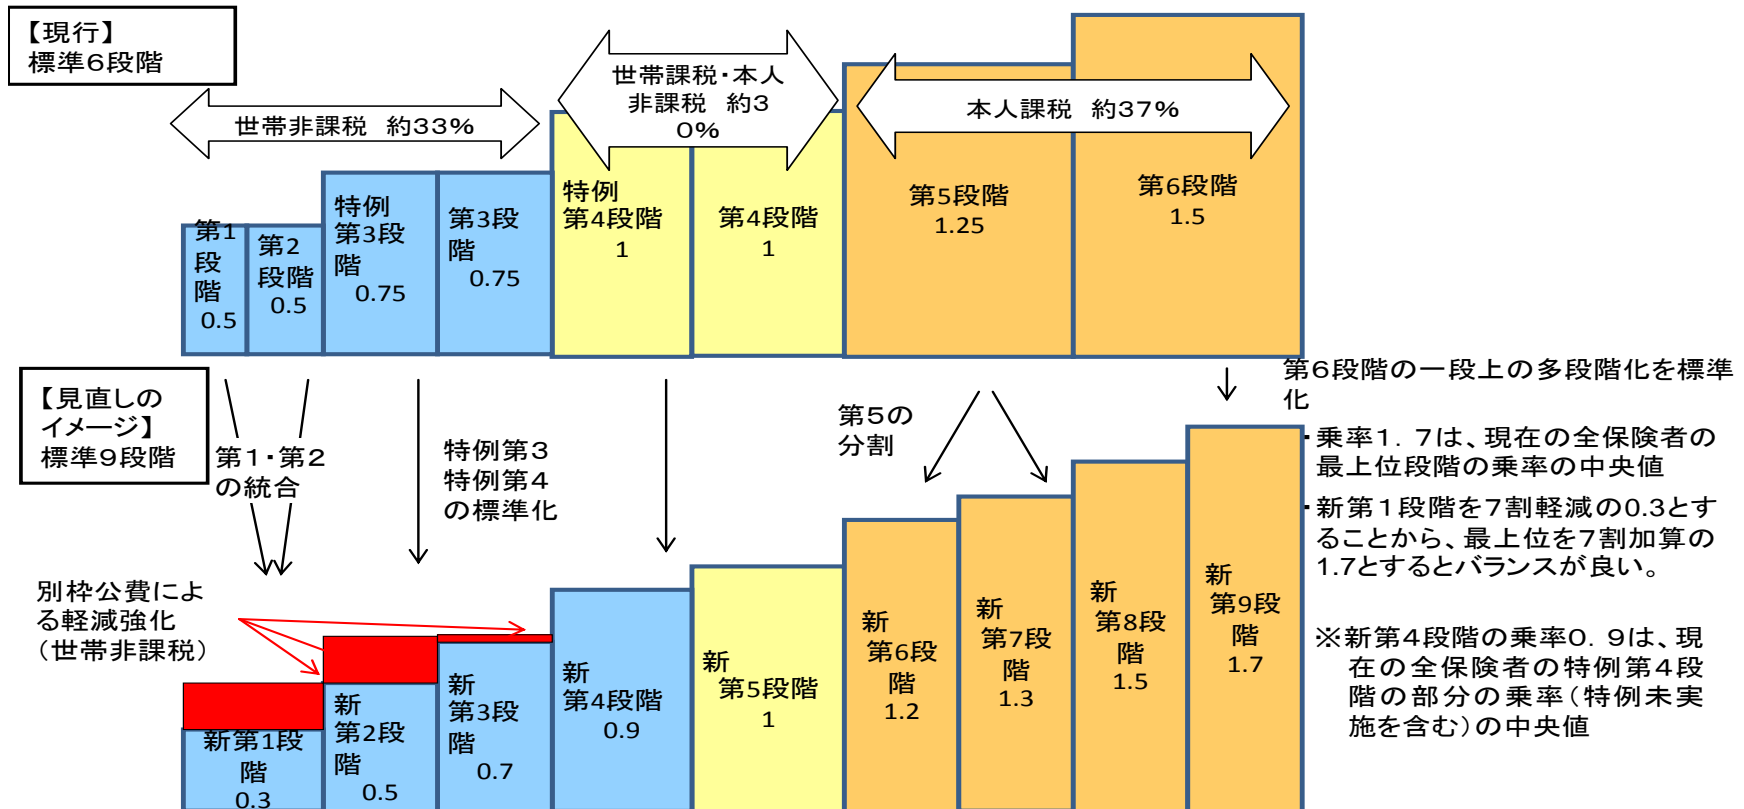 【現行】
標準6段階
世帯非課税 約33%
世帯課税・本人
非課税 約3
0%
本人課税 約37%
第1
段
階
0.5
第2
段階
0.5
特例
第3段
階
0.75
第3段
階
0.75
特例
第4段階
1
第4段階
1
第5段階
1.25
第6段階
1.5
【見直しの
イメージ】
標準9段階
第1・第2
の統合
特例第3
特例第4
の標準化
第5の
分割
第6段階の一段上の多段階化を標準
化
・乗率1.7は、現在の全保険者の
最上位段階の乗率の中央値
・新第1段階を7割軽減の0.3とす
ることから、最上位を7割加算の
1.7とするとバランスが良い。
※新第4段階の乗率0.9は、現
在の全保険者の特例第4段
階の部分の乗率(特例未実
施を含む)の中央値
別枠公費によ
る軽減強化
(世帯非課税)
新第1段
階
0.3
新
第2段
階
0.5
新
第3段
階
0.7
新
第4段階
0.9
新
第5段階
1
新
第6段
階
1.2
新
第7段
階
1.3
新
第8段
階
1.5
新
第9段
階
1.7